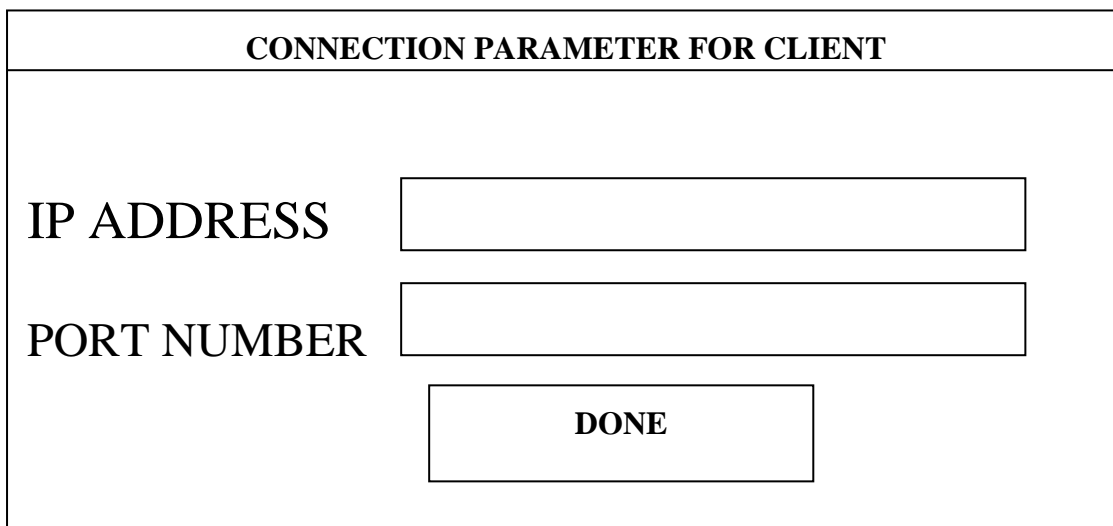 CONNECTION PARAMETER FOR CLIENT
IP ADDRESS
PORT NUMBER
DONE